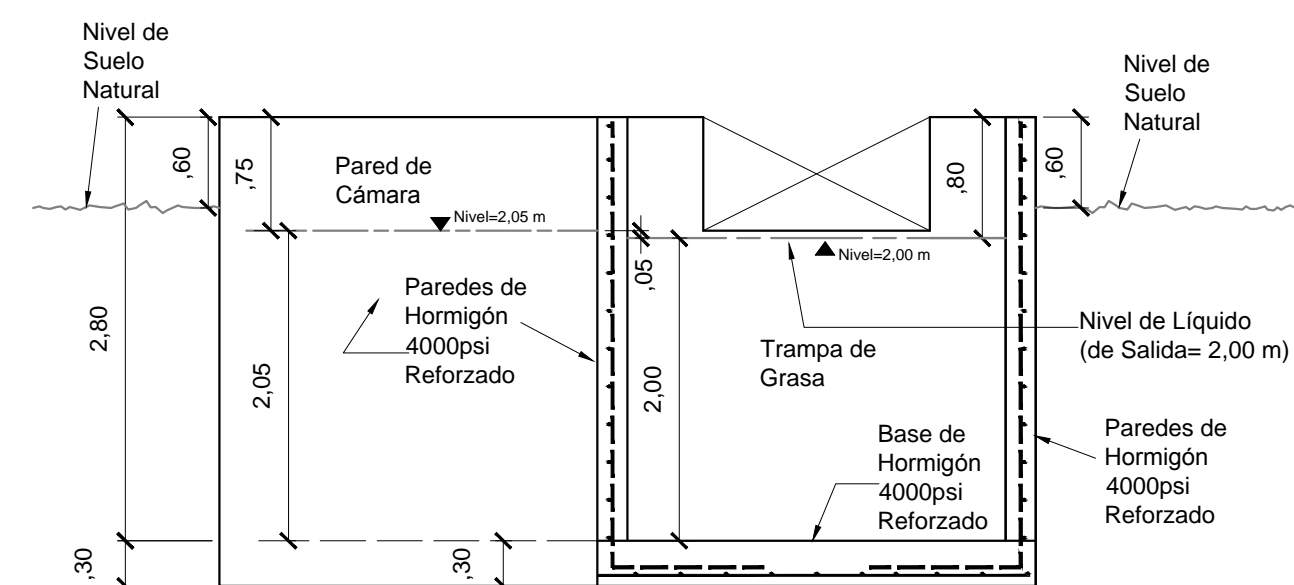 Nivel de
Suelo
Natural
Nivel de
Suelo
Natural
,60
,75
Pared de
Cámara
,80
,60
Nivel=2,05 m
Nivel=2,00 m
,05
2,80
2,05
Paredes de
Hormigón
4000psi
Reforzado
2,00
Trampa de
Grasa
Nivel de Líquido
(de Salida= 2,00 m)
Base de
Hormigón
4000psi
Reforzado
Paredes de
Hormigón
4000psi
Reforzado
,30
,30